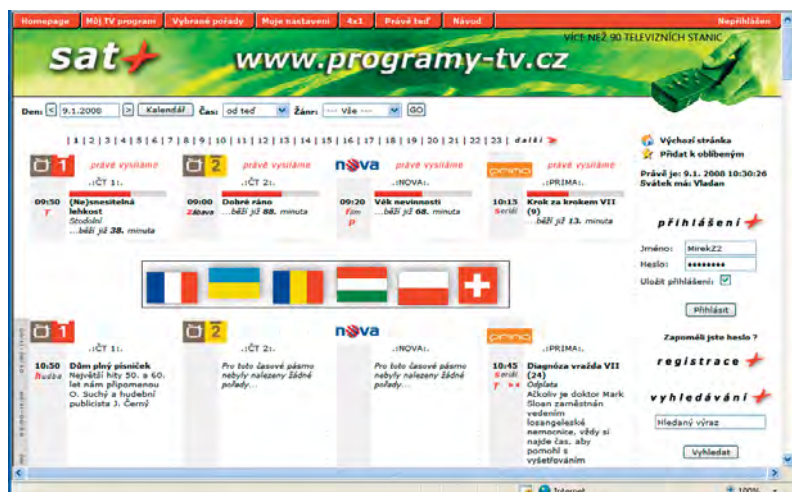 Homepage Můj TV program Vybrané pořady Moje nastavení 4x1 Právě teď Návod Nepřihlášen
VÍCE NEŽ 90 TELEVIZNÍCH STANIC
sat+ www.programy-tv.cz
Den: < 9.1.2008 > Kalendář Čas: od teď Žánr: --- Vše --- GO
| 1 | 2 | 3 | 4 | 5 | 6 | 7 | 8 | 9 | 10 | 11 | 12 | 13 | 14 | 15 | 16 | 17 | 18 | 19 | 20 | 21 | 22 | 23 | další
Výchozí stránka
Přidat k oblíbeným
Právě je: 9.1. 2008 10:30:26
Svátek má: Vladan
1 právě vysíláme
.:ČT 1:.
09:50 (Ne)snesitelná lehkost
T Stodolní
...běží již 38. minuta
2 právě vysíláme
.:ČT 2:.
09:00 Dobré ráno
Zábava ...běží již 88. minuta
nova právě vysíláme
.:NOVA:.
09:20 Věk nevinnosti
film ...běží již 68. minuta
P
prima právě vysíláme
.:PRIMA:.
10:15 Krok za krokem VII
Seriál (9)
...běží již 13. minuta
přihlášení
Jméno: MirekZ2
Heslo: ••••••••
Uložit přihlášení:
Přihlásit
Zapoměli jste heslo ?
registrace
vyhledávání
Hledaný výraz
Vyhledat
1
.:ČT 1:.
10:50 Dům plný písniček
hudba Největší hity 50. a 60.
let nám připomenou
O. Suchý a hudební
publicista J. Černý
2
.:ČT 2:.
Pro toto časové pásmo
nebyly nalezeny žádné
pořady...
nova
.:NOVA:.
Pro toto časové pásmo
nebyly nalezeny žádné
pořady...
prima
.:PRIMA:.
10:45 Diagnóza vražda VII
Seriál (24)
T Odplata
Ačkoliv je doktor Mark
Sloan zaměstnán
vedením
losangeleské
nemocnice, vždy si
najde čas, aby
pomohl s
vyšetřováním
Internet 100%